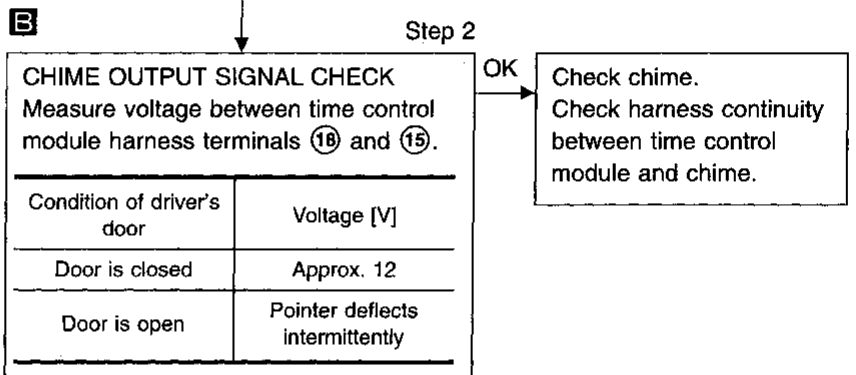 B
Step 2
CHIME OUTPUT SIGNAL CHECK
Measure voltage between time control
module harness terminals ⑱ and ⑮.
Condition of driver's
door
Voltage [V]
Door is closed
Approx. 12
Door is open
Pointer deflects
intermittently
OK
Check chime.
Check harness continuity
between time control
module and chime.